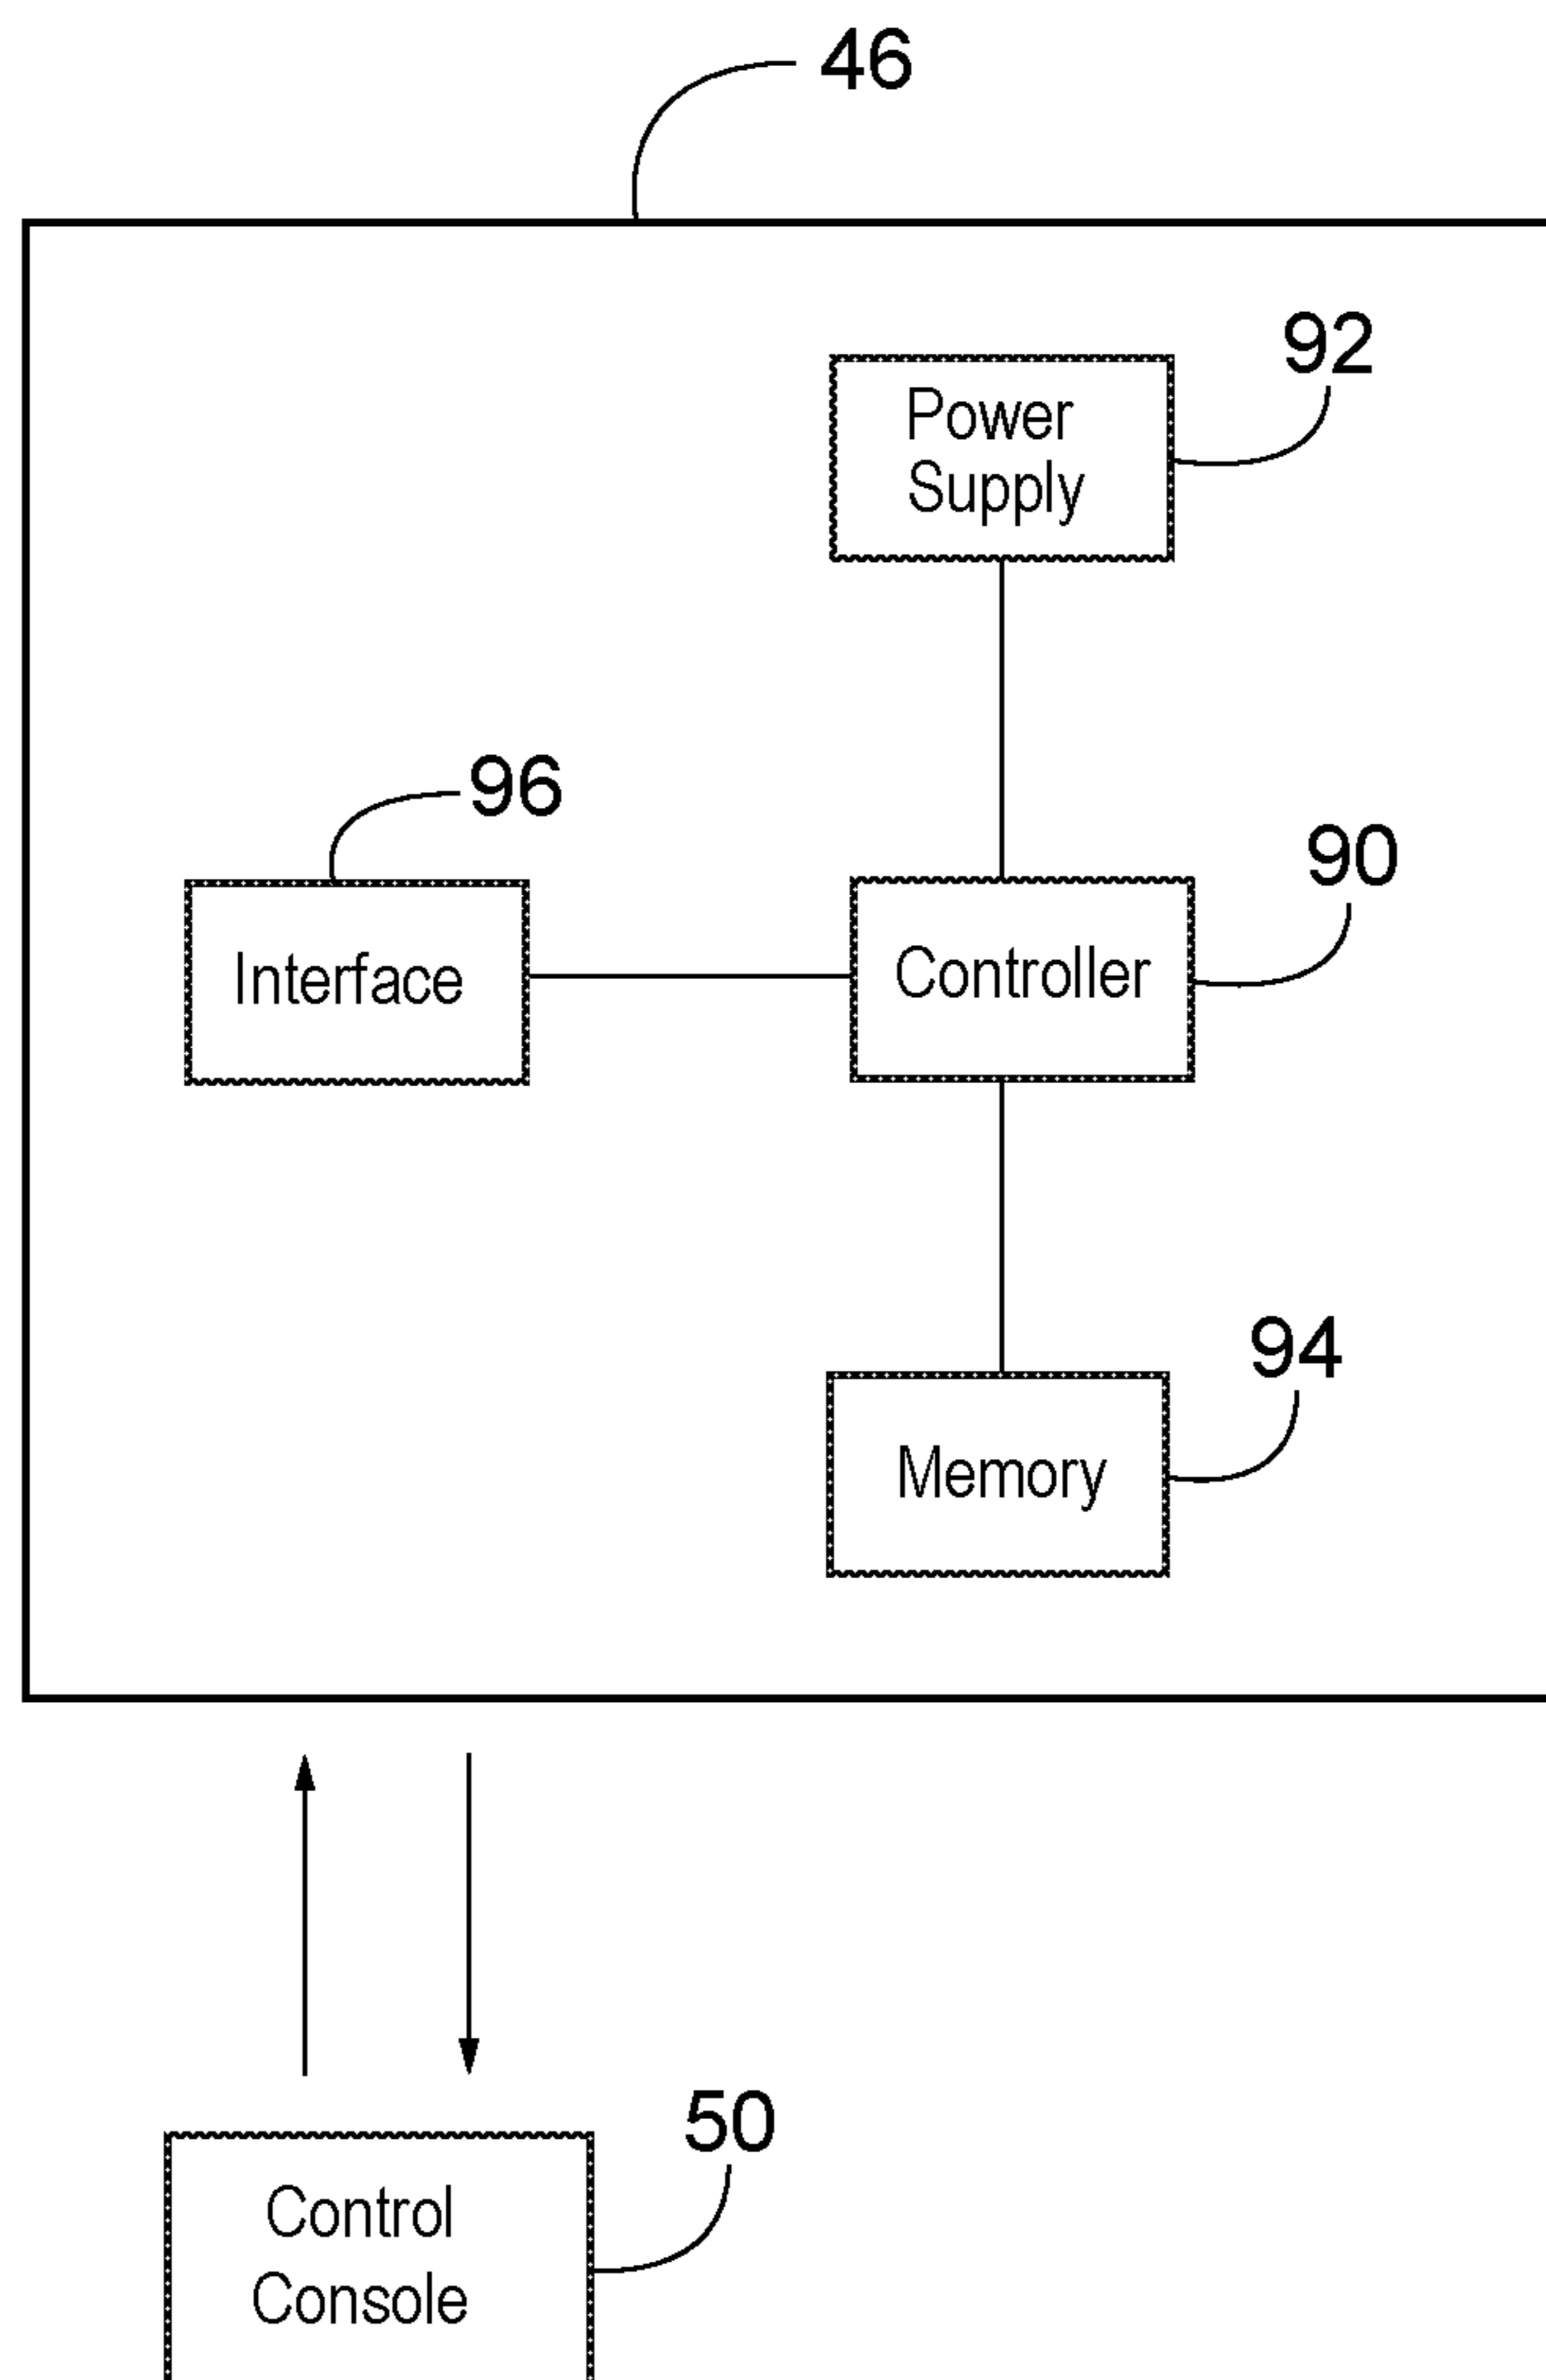 46
92
Power
Supply
96
90
Interface
Controller
94
Memory
50
Control
Console